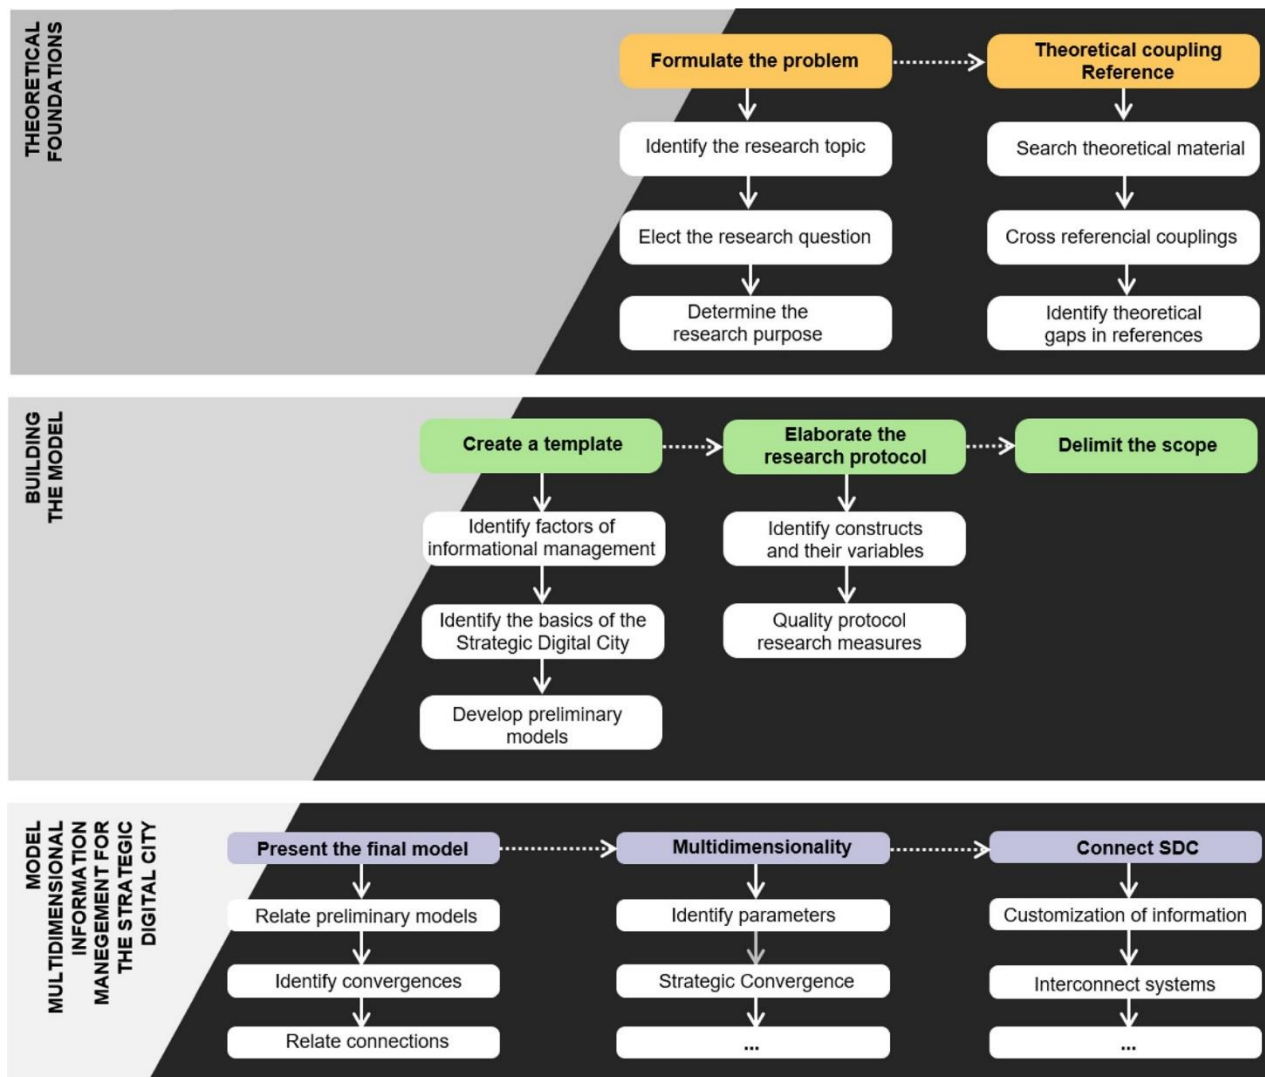 THEORETICAL
FOUNDATIONS
Formulate the problem
Theoretical coupling
Reference
Identify the research topic
Search theoretical material
Elect the research question
Cross referencial couplings
Determine the
research purpose
Identify theoretical
gaps in references
BUILDING
THE MODEL
Create a template
Elaborate the
research protocol
Delimit the scope
Identify factors of
informational management
Identify constructs
and their variables
Identify the basics of the
Strategic Digital City
Quality protocol
research measures
Develop preliminary
models
MODEL
MULTIDIMENSIONAL
INFORMATION
MANEGEMENT FOR
THE STRATEGIC
DIGITAL CITY
Present the final model
Multidimensionality
Connect SDC
Relate preliminary models
Identify parameters
Customization of information
Identify convergences
Strategic Convergence
Interconnect systems
Relate connections
...
...